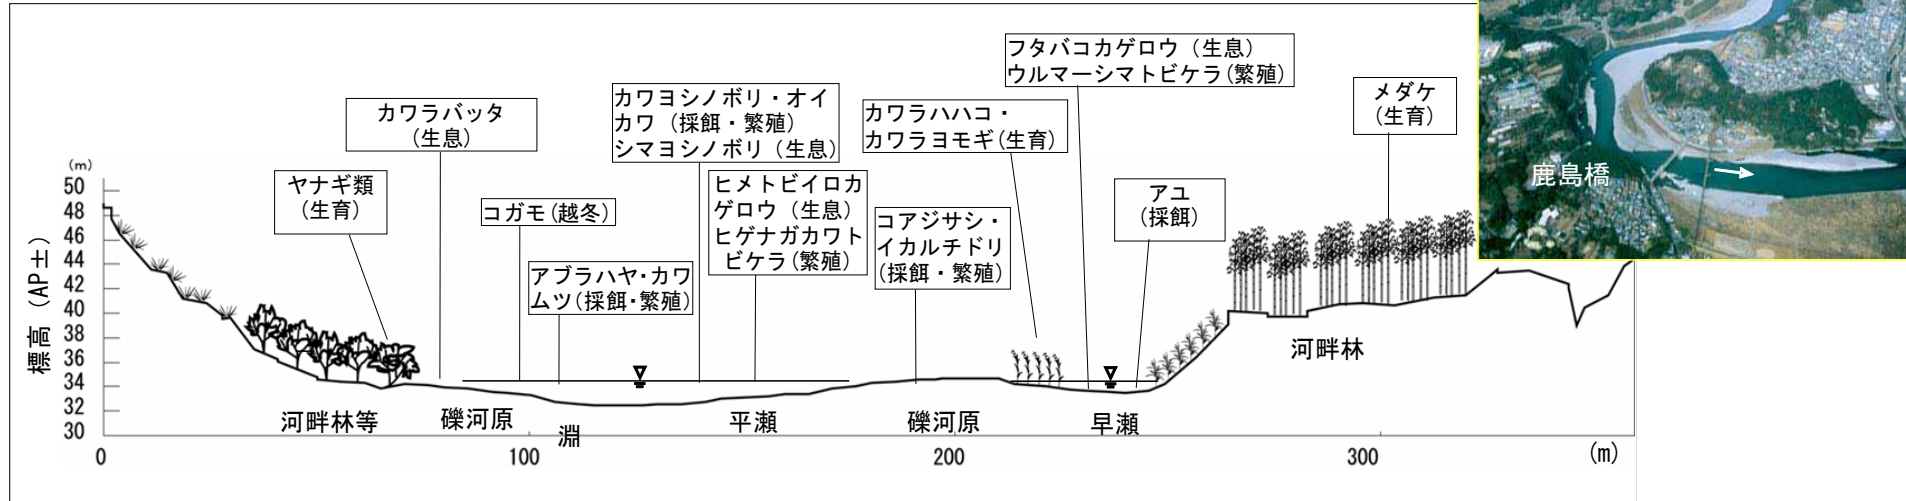 フタバコカゲロウ（生息）
ウルマーシマトビケラ(繁殖)
カワラバッタ
（生息）
カワヨシノボリ・オイ
カワ（採餌・繁殖）
シマヨシノボリ（生息）
カワラハハコ・
カワラヨモギ(生育)
メダケ
（生育）
鹿島橋
ヤナギ類
（生育）
コガモ(越冬)
ヒメトビイロカ
ゲロウ（生息）
ヒゲナガカワト
ビケラ(繁殖)
アブラハヤ・カワ
ムツ(採餌・繁殖)
コアジサシ・
イカルチドリ
(採餌・繁殖)
アユ
（採餌）
標高（AP±）
(m)
50
48
46
44
42
40
38
36
34
32
30
河畔林等
礫河原
淵
平瀬
礫河原
早瀬
河畔林
0
100
200
300
(m)